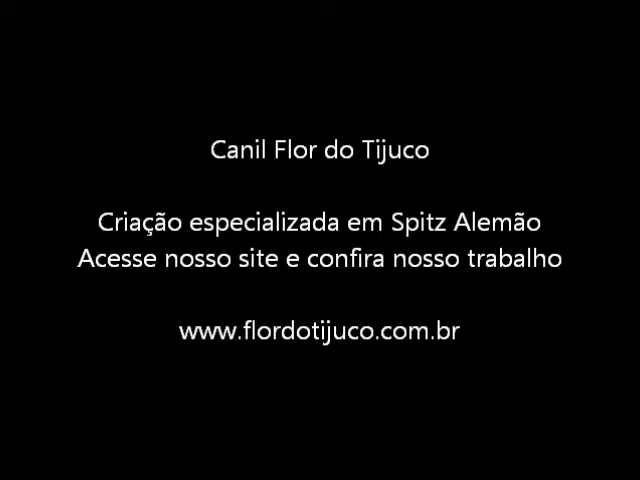 Canil Flor do Tijuco
Criação especializada em Spitz Alemão
Acesse nosso site e confira nosso trabalho
www.flordotijuco.com.br